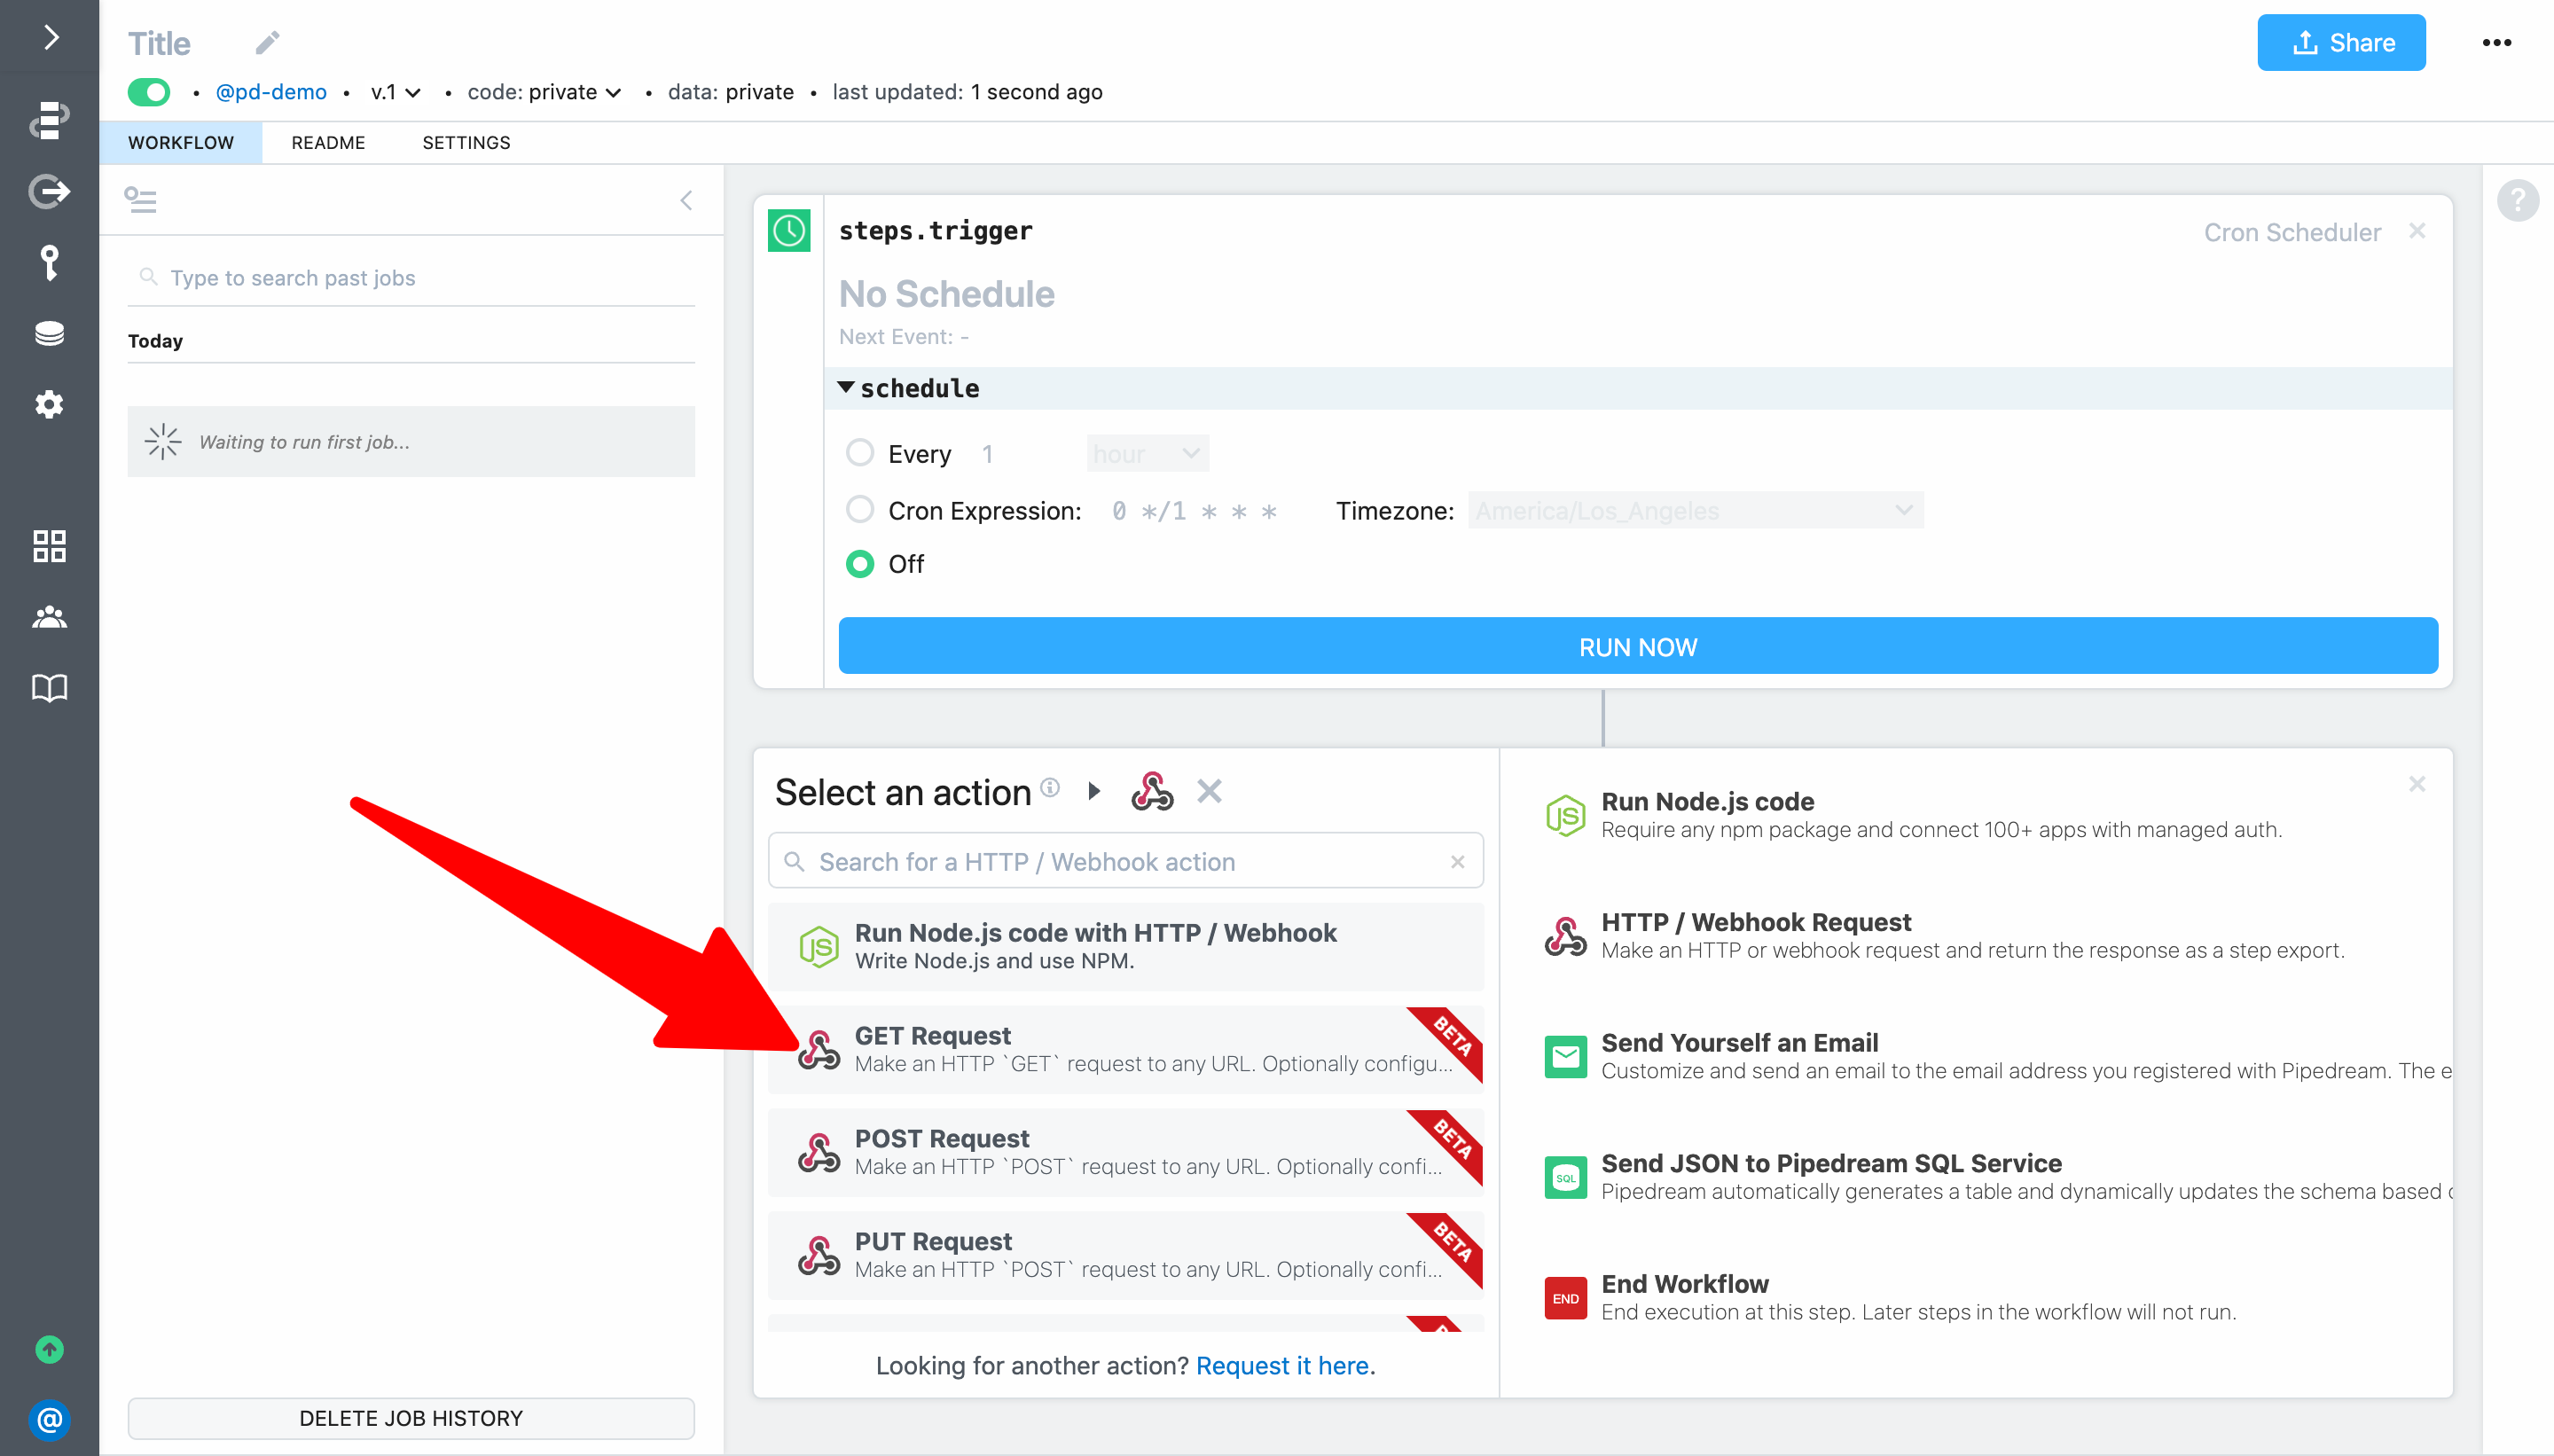 Title
Share
@pd-demo • v.1 • code: private • data: private • last updated: 1 second ago
WORKFLOW README SETTINGS
Type to search past jobs
Today
Waiting to run first job...
DELETE JOB HISTORY
steps.trigger
Cron Scheduler
No Schedule
Next Event: -
schedule
Every 1 hour
Cron Expression: 0 */1 * * * Timezone: America/Los_Angeles
Off
RUN NOW
Select an action
Search for a HTTP / Webhook action
JS
Run Node.js code with HTTP / Webhook
Write Node.js and use NPM.
GET Request
Make an HTTP `GET` request to any URL. Optionally configu...
BETA
POST Request
Make an HTTP `POST` request to any URL. Optionally confi...
BETA
PUT Request
Make an HTTP `POST` request to any URL. Optionally confi...
BETA
Looking for another action? Request it here.
JS
Run Node.js code
Require any npm package and connect 100+ apps with managed auth.
HTTP / Webhook Request
Make an HTTP or webhook request and return the response as a step export.
Send Yourself an Email
Customize and send an email to the email address you registered with Pipedream. The e
SQL
Send JSON to Pipedream SQL Service
Pipedream automatically generates a table and dynamically updates the schema based
END
End Workflow
End execution at this step. Later steps in the workflow will not run.
?
@